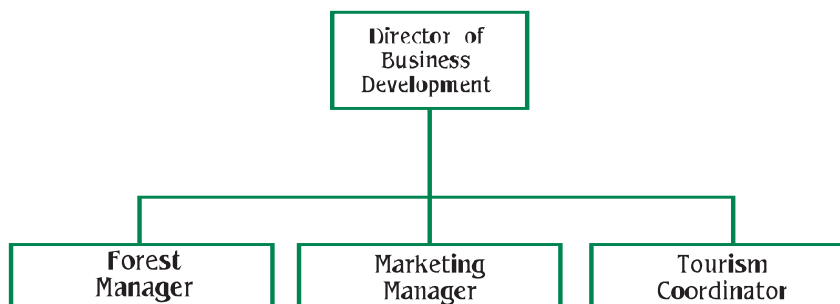 Director of
Business
Development
Forest
Manager
Marketing
Manager
Tourism
Coordinator